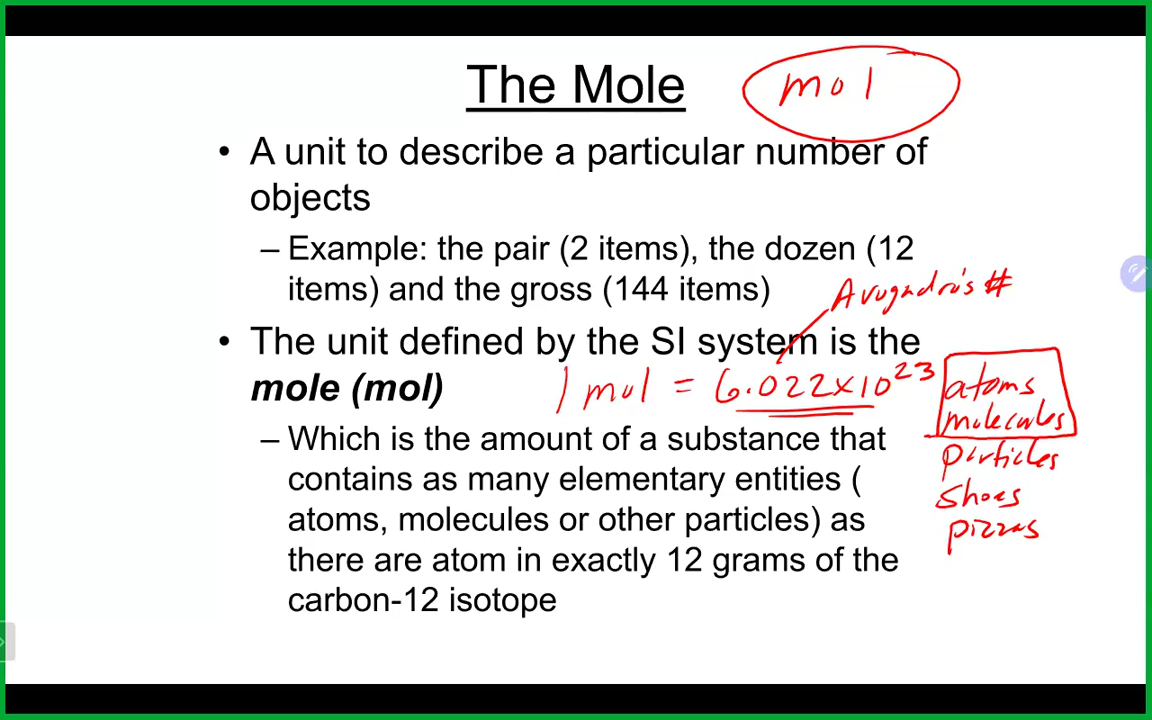 The Mole mol
• A unit to describe a particular number of
objects
– Example: the pair (2 items), the dozen (12
items) and the gross (144 items)
Avogadro's #
• The unit defined by the SI system is the
mole (mol) 1 mol = 6.022x10²³ atoms
molecules
– Which is the amount of a substance that
particles
contains as many elementary entities (
shoes
atoms, molecules or other particles) as
pizzas
there are atom in exactly 12 grams of the
carbon-12 isotope